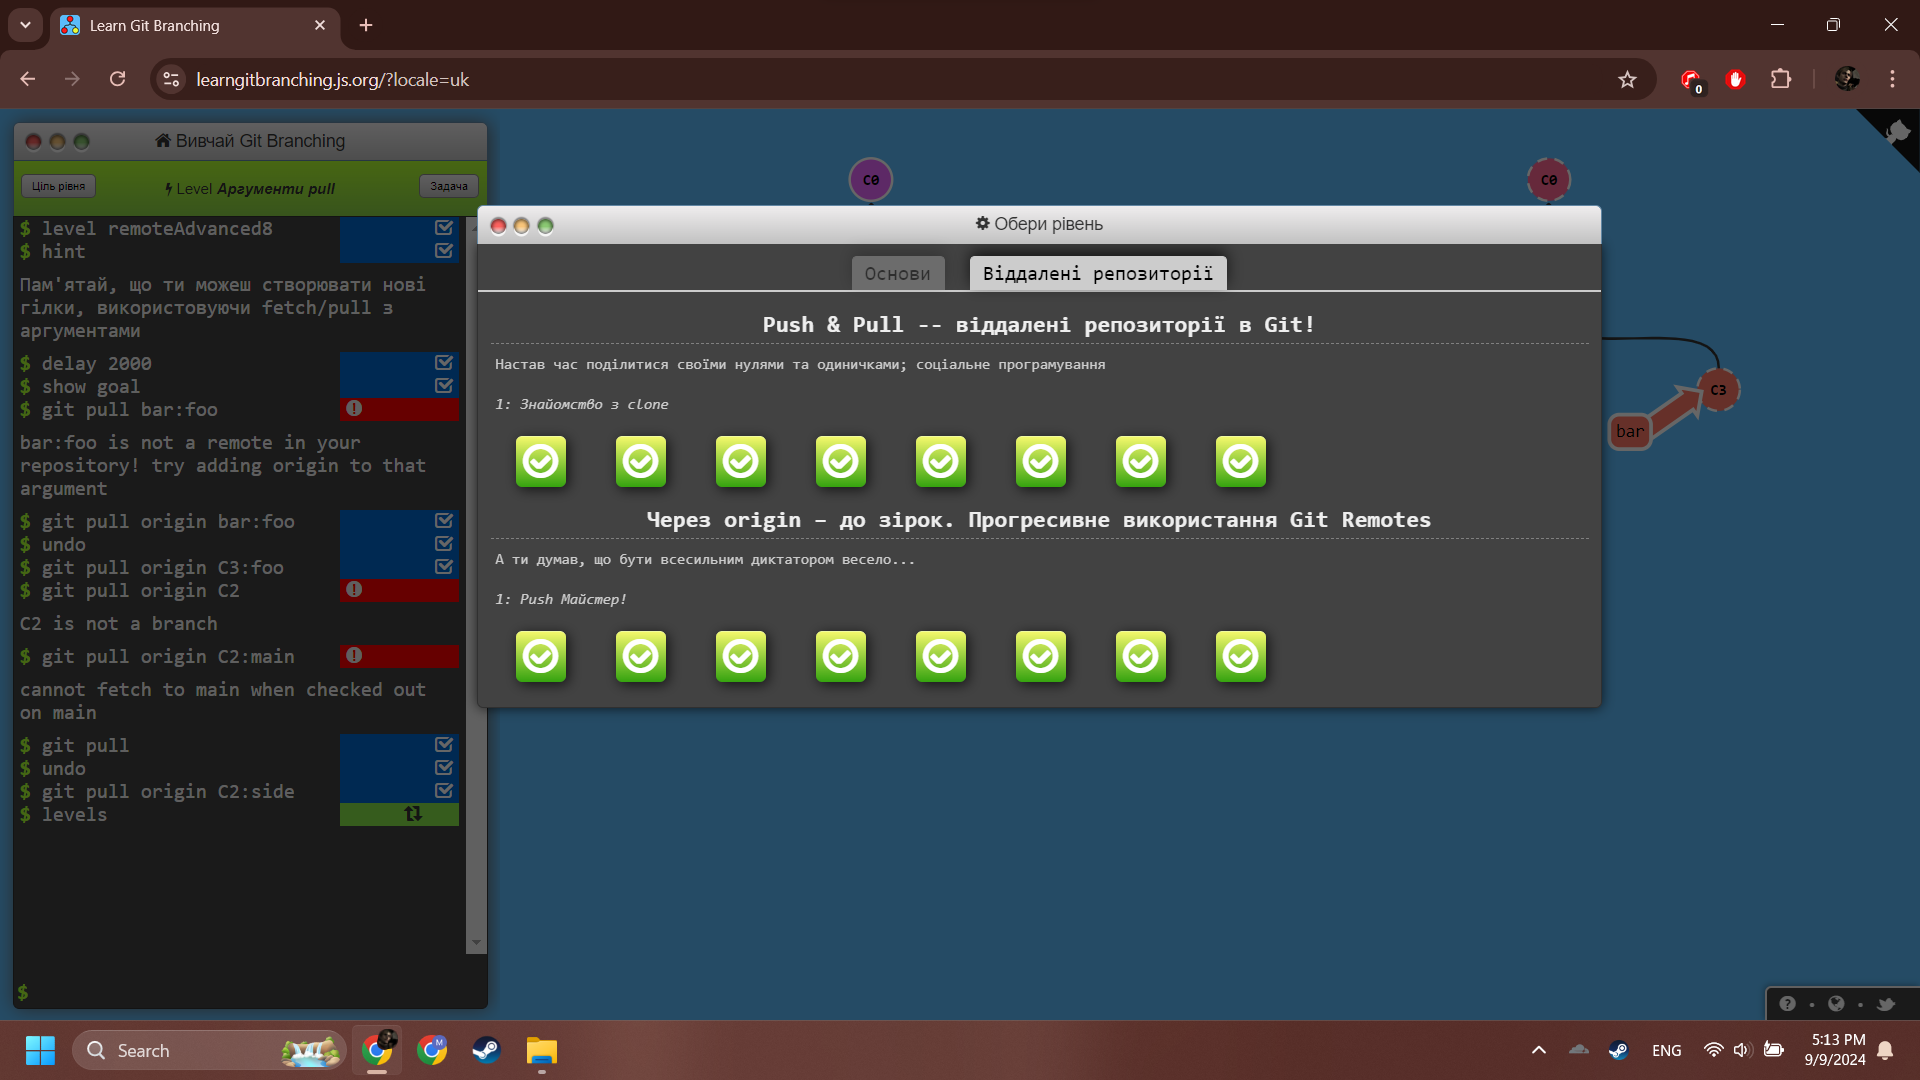 Learn Git Branching
learngitbranching.js.org/?locale=uk
0
Вивчай Git Branching
Ціль рівня
Level Аргументи pull
Задача
$ level remoteAdvanced8
$ hint
Пам'ятай, що ти можеш створювати нові
гілки, використовуючи fetch/pull з
аргументами
$ delay 2000
$ show goal
$ git pull bar:foo
bar:foo is not a remote in your
repository! try adding origin to that
argument
$ git pull origin bar:foo
$ undo
$ git pull origin C3:foo
$ git pull origin C2
C2 is not a branch
$ git pull origin C2:main
cannot fetch to main when checked out
on main
$ git pull
$ undo
$ git pull origin C2:side
$ levels
$
C0
C0
C3
bar
Обери рівень
Основи
Віддалені репозиторії
Push & Pull -- віддалені репозиторії в Git!
Настав час поділитися своїми нулями та одиничками; соціальне програмування
1: Знайомство з clone
Через origin – до зірок. Прогресивне використання Git Remotes
А ти думав, що бути всесильним диктатором весело...
1: Push Майстер!
Search
M
ENG
5:13 PM
9/9/2024